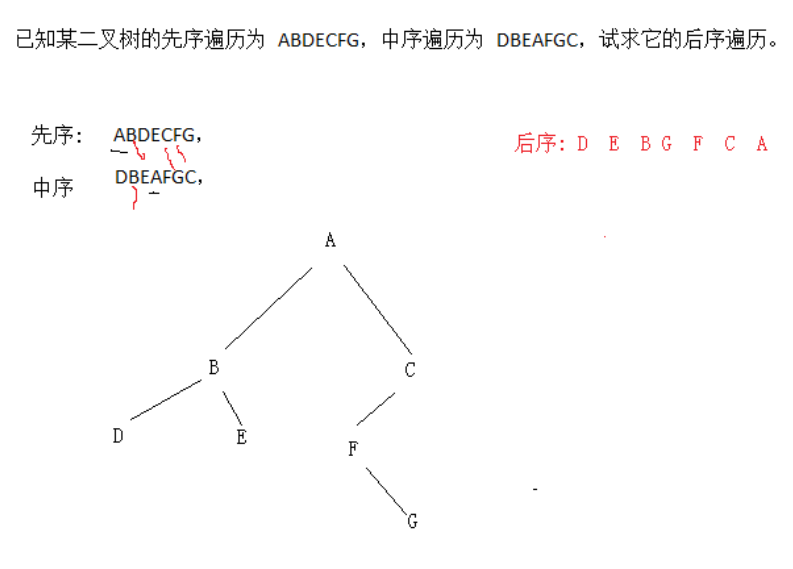 已知某二叉树的先序遍历为 ABDECFG，中序遍历为 DBEAFGC，试求它的后序遍历。
先序： ABDECFG，
后序：D E B G F C A
中序 DBEAFGC，
A
B
C
D
E
F
G